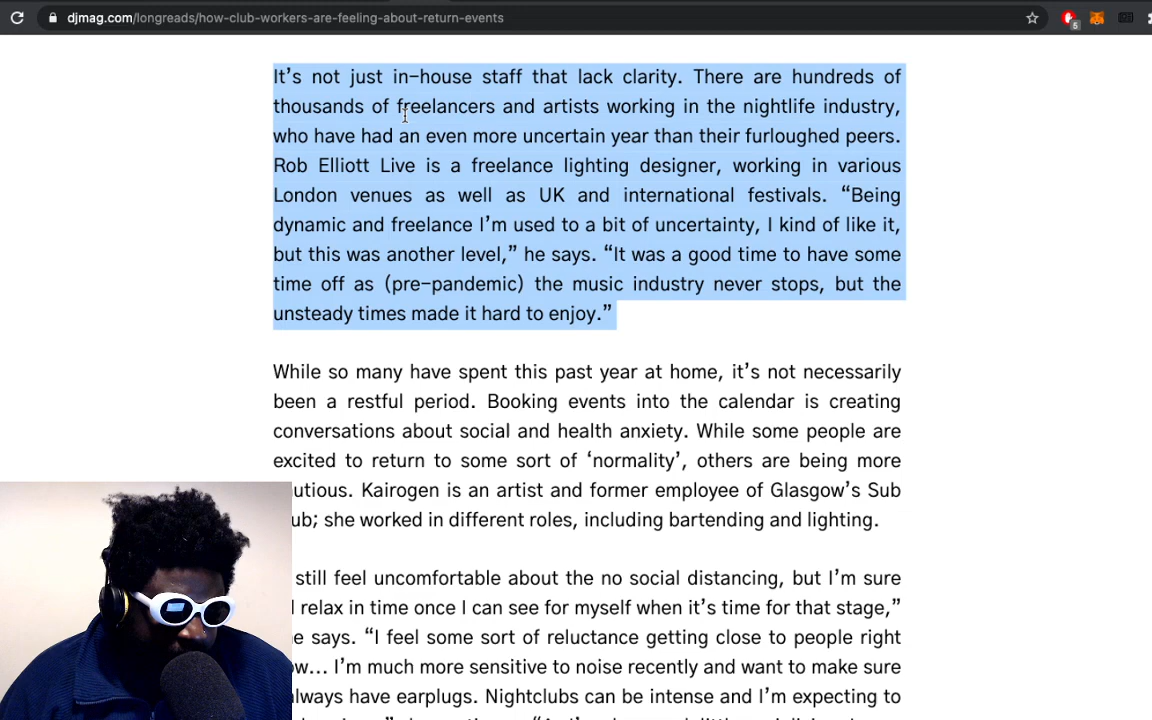 djmag.com/longreads/how-club-workers-are-feeling-about-return-events
5
It’s not just in-house staff that lack clarity. There are hundreds of
thousands of freelancers and artists working in the nightlife industry,
who have had an even more uncertain year than their furloughed peers.
Rob Elliott Live is a freelance lighting designer, working in various
London venues as well as UK and international festivals. “Being
dynamic and freelance I’m used to a bit of uncertainty, I kind of like it,
but this was another level,” he says. “It was a good time to have some
time off as (pre-pandemic) the music industry never stops, but the
unsteady times made it hard to enjoy.”
While so many have spent this past year at home, it’s not necessarily
been a restful period. Booking events into the calendar is creating
conversations about social and health anxiety. While some people are
excited to return to some sort of ‘normality’, others are being more
utious. Kairogen is an artist and former employee of Glasgow’s Sub
ub; she worked in different roles, including bartending and lighting.
still feel uncomfortable about the no social distancing, but I’m sure
l relax in time once I can see for myself when it’s time for that stage,”
e says. “I feel some sort of reluctance getting close to people right
ow... I’m much more sensitive to noise recently and want to make sure
always have earplugs. Nightclubs can be intense and I’m expecting to